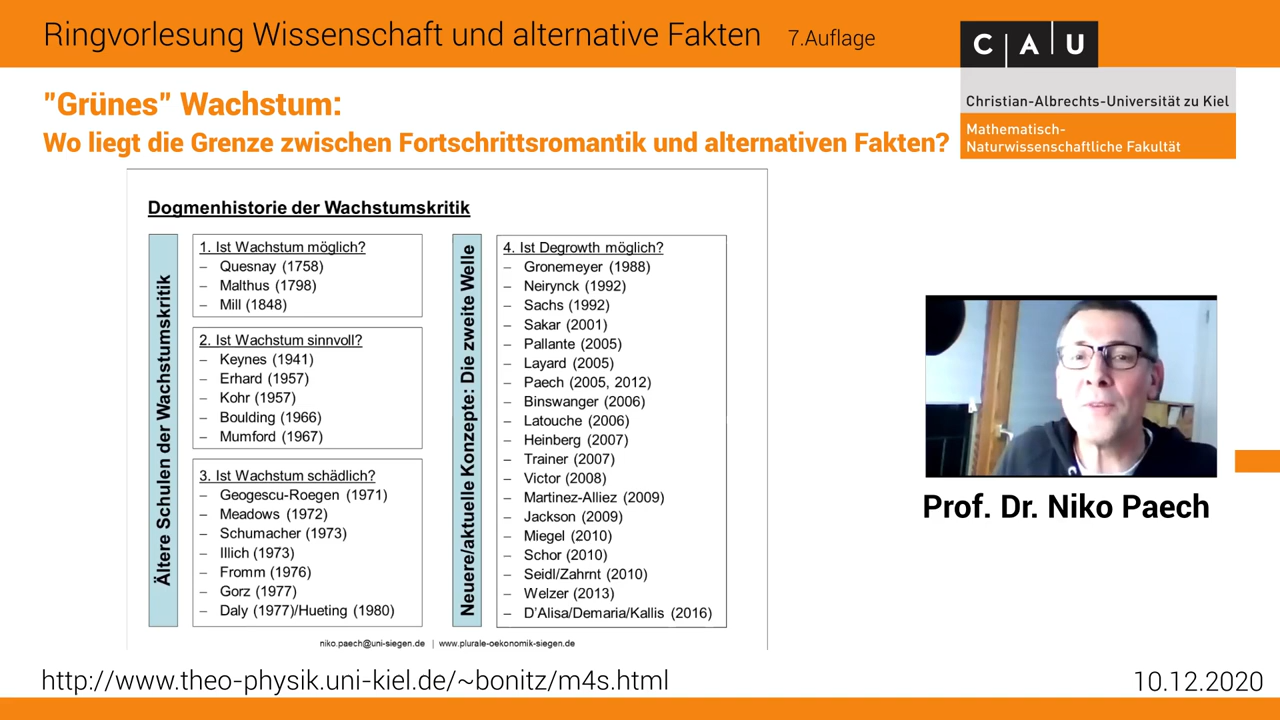 Ringvorlesung Wissenschaft und alternative Fakten 7.Auflage
CAU
Christian-Albrechts-Universität zu Kiel
Mathematisch-
Naturwissenschaftliche Fakultät
"Grünes" Wachstum:
Wo liegt die Grenze zwischen Fortschrittsromantik und alternativen Fakten?
Dogmenhistorie der Wachstumskritik
Ältere Schulen der Wachstumskritik
1. Ist Wachstum möglich?
– Quesnay (1758)
– Malthus (1798)
– Mill (1848)
2. Ist Wachstum sinnvoll?
– Keynes (1941)
– Erhard (1957)
– Kohr (1957)
– Boulding (1966)
– Mumford (1967)
3. Ist Wachstum schädlich?
– Geogescu-Roegen (1971)
– Meadows (1972)
– Schumacher (1973)
– Illich (1973)
– Fromm (1976)
– Gorz (1977)
– Daly (1977)/Hueting (1980)
Neuere/aktuelle Konzepte: Die zweite Welle
4. Ist Degrowth möglich?
– Gronemeyer (1988)
– Neirynck (1992)
– Sachs (1992)
– Sakar (2001)
– Pallante (2005)
– Layard (2005)
– Paech (2005, 2012)
– Binswanger (2006)
– Latouche (2006)
– Heinberg (2007)
– Trainer (2007)
– Victor (2008)
– Martinez-Alliez (2009)
– Jackson (2009)
– Miegel (2010)
– Schor (2010)
– Seidl/Zahrnt (2010)
– Welzer (2013)
– D'Alisa/Demaria/Kallis (2016)
niko.paech@uni-siegen.de | www.plurale-oekonomik-siegen.de
Prof. Dr. Niko Paech
http://www.theo-physik.uni-kiel.de/~bonitz/m4s.html
10.12.2020